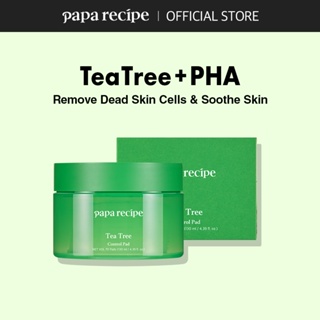 papa recipe | OFFICIAL STORE
TeaTree+PHA
Remove Dead Skin Cells & Soothe Skin
papa recipe
Tea Tree
Control Pad
papa recipe
Tea Tree
Control Pad